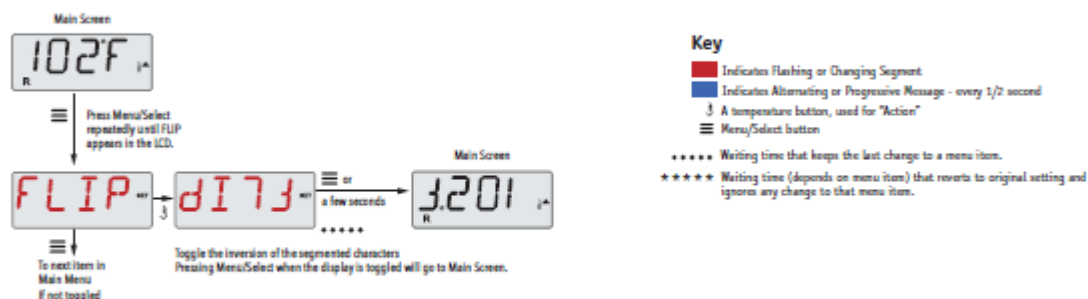 Main Screen
102°F
R
Press Menu/Select
repeatedly until FLIP
appears in the LCD.
Main Screen
FLIP
or
a few seconds
R
To next item in
Main Menu
If not toggled
Toggle the inversion of the segmented characters
Pressing Menu/Select when the display is toggled will go to Main Screen.
Key
Indicates Flashing or Changing Segment
Indicates Alternating or Progressive Message - every 1/2 second
A temperature button, used for "Action"
Menu/Select button
..... Waiting time that keeps the last change to a menu item.
★★★★★ Waiting time (depends on menu item) that reverts to original setting and
ignores any change to that menu item.